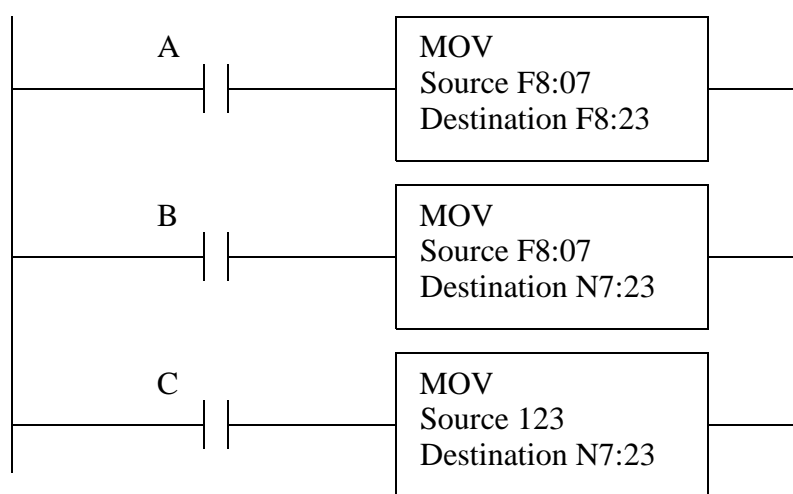 A
MOV
Source F8:07
Destination F8:23
B
MOV
Source F8:07
Destination N7:23
C
MOV
Source 123
Destination N7:23